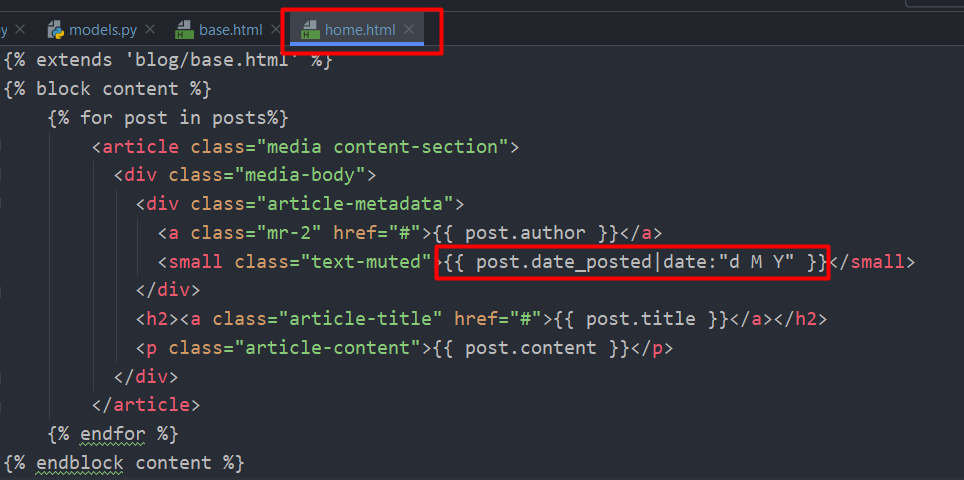 y models.py base.html home.html
{% extends 'blog/base.html' %}
{% block content %}
{% for post in posts%}
<article class="media content-section">
<div class="media-body">
<div class="article-metadata">
<a class="mr-2" href="#">{{ post.author }}</a>
<small class="text-muted">{{ post.date_posted|date:"d M Y" }}</small>
</div>
<h2><a class="article-title" href="#">{{ post.title }}</a></h2>
<p class="article-content">{{ post.content }}</p>
</div>
</article>
{% endfor %}
{% endblock content %}